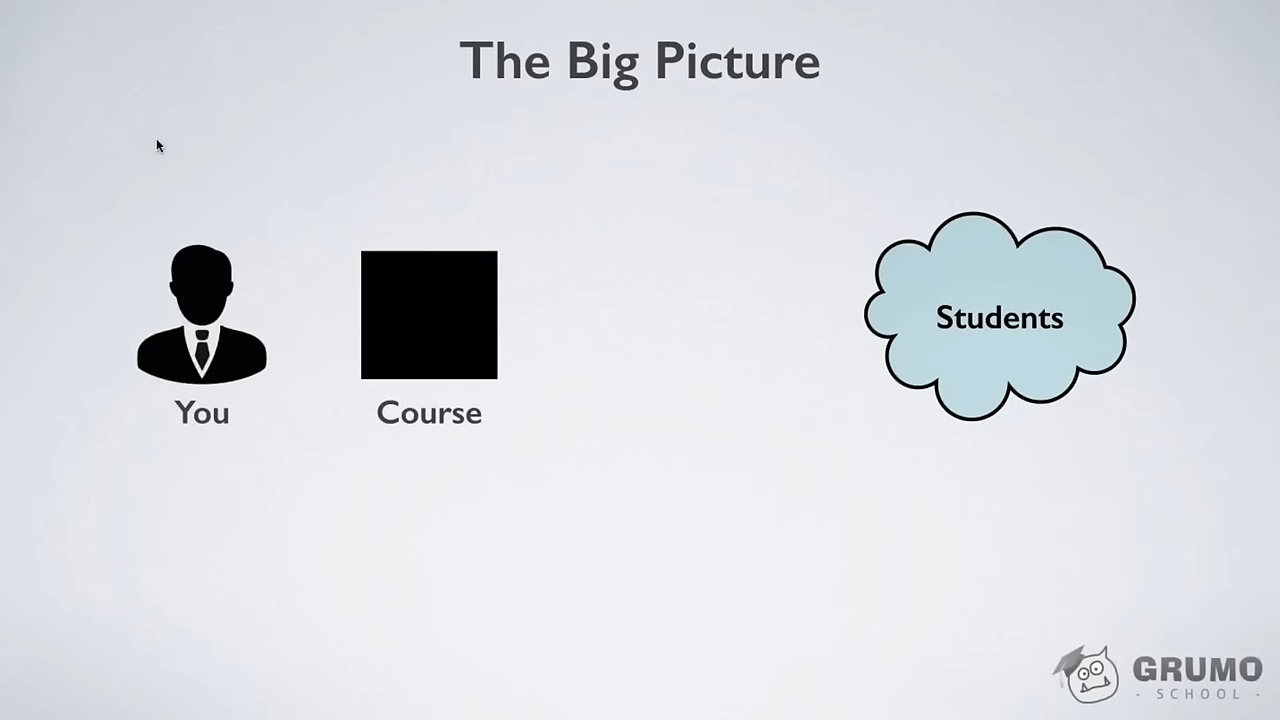 The Big Picture
Students
You
Course
GRUMO
- SCHOOL -